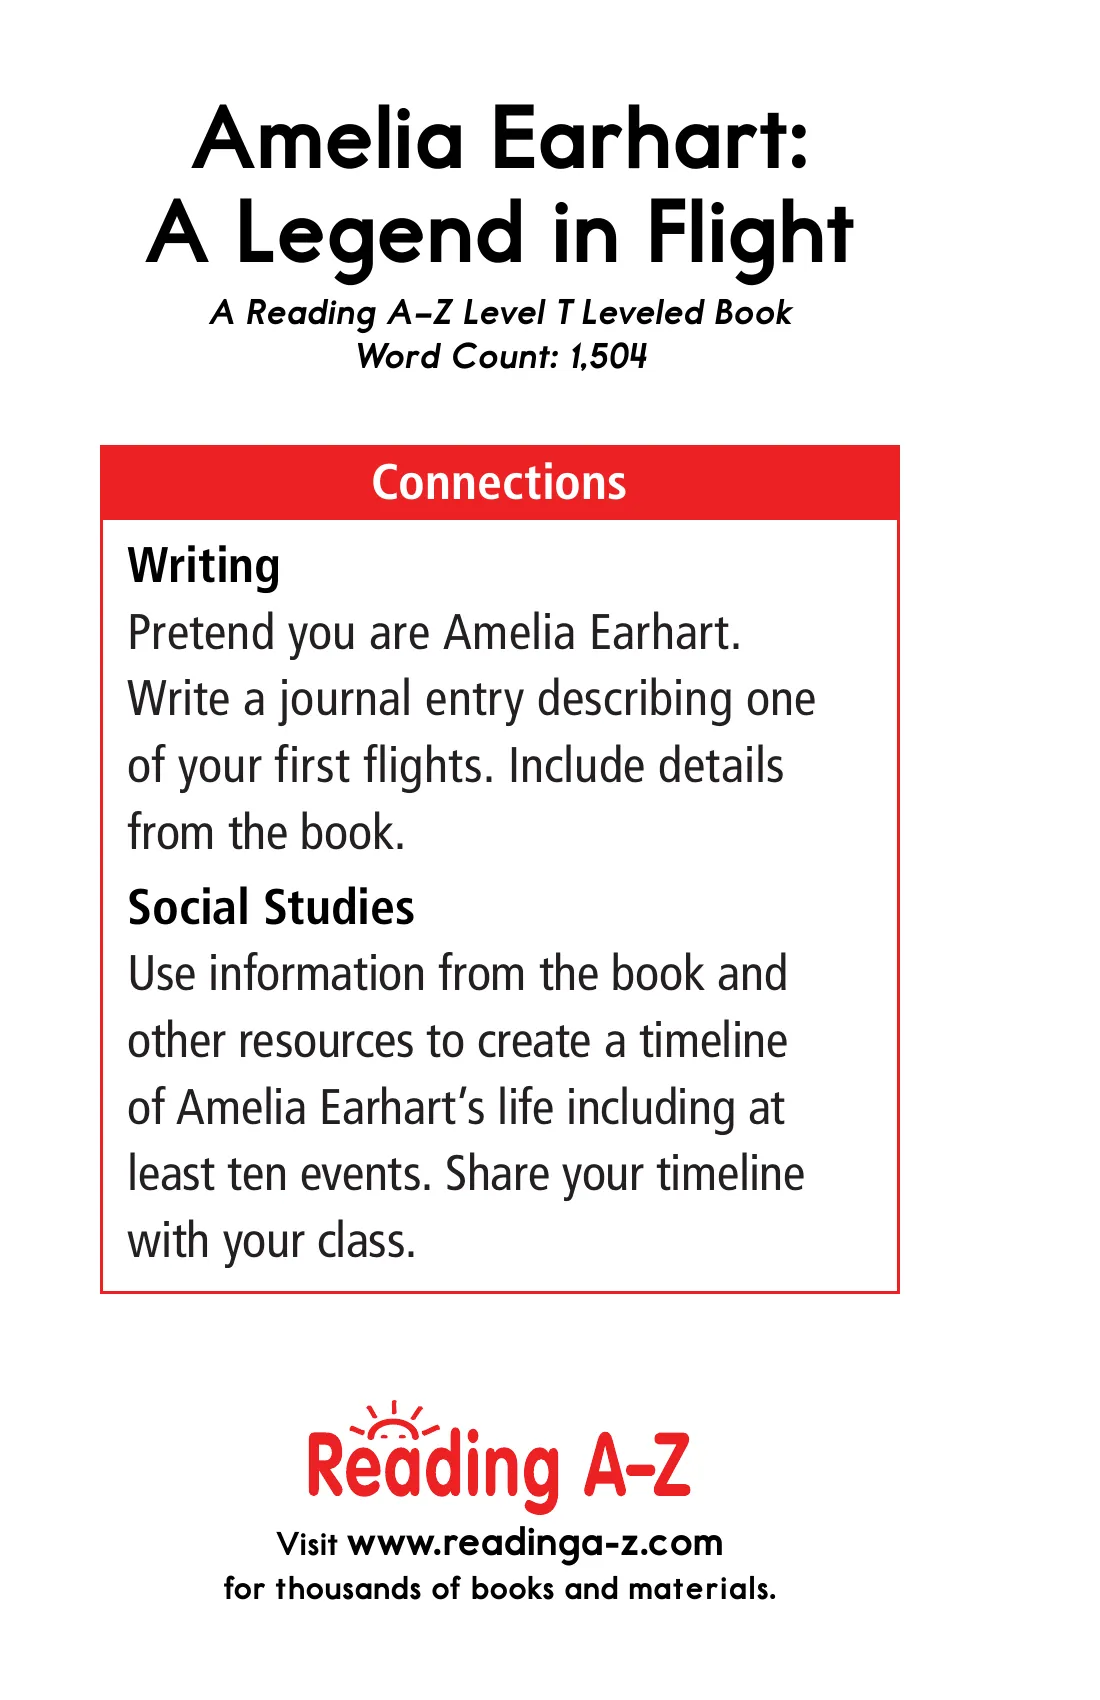 Amelia Earhart:
A Legend in Flight
A Reading A–Z Level T Leveled Book
Word Count: 1,504
Connections
Writing
Pretend you are Amelia Earhart.
Write a journal entry describing one
of your first flights. Include details
from the book.
Social Studies
Use information from the book and
other resources to create a timeline
of Amelia Earhart’s life including at
least ten events. Share your timeline
with your class.
Reading A–Z
Visit www.readinga-z.com
for thousands of books and materials.